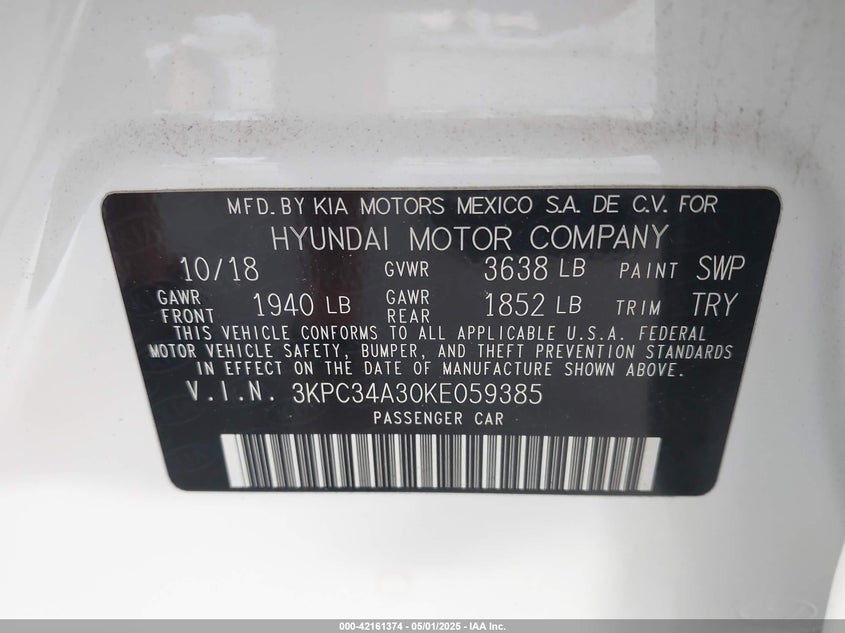 MFD. BY KIA MOTORS MEXICO S.A. DE C.V. FOR
HYUNDAI MOTOR COMPANY
10/18 GVWR 3638 LB PAINT SWP
GAWR FRONT 1940 LB GAWR REAR 1852 LB TRIM TRY
THIS VEHICLE CONFORMS TO ALL APPLICABLE U.S.A. FEDERAL
MOTOR VEHICLE SAFETY, BUMPER, AND THEFT PREVENTION STANDARDS
IN EFFECT ON THE DATE OF MANUFACTURE SHOWN ABOVE.
V.I.N. 3KPC34A30KE059385
PASSENGER CAR
000-42161374 - 05/01/2025 - IAA Inc.